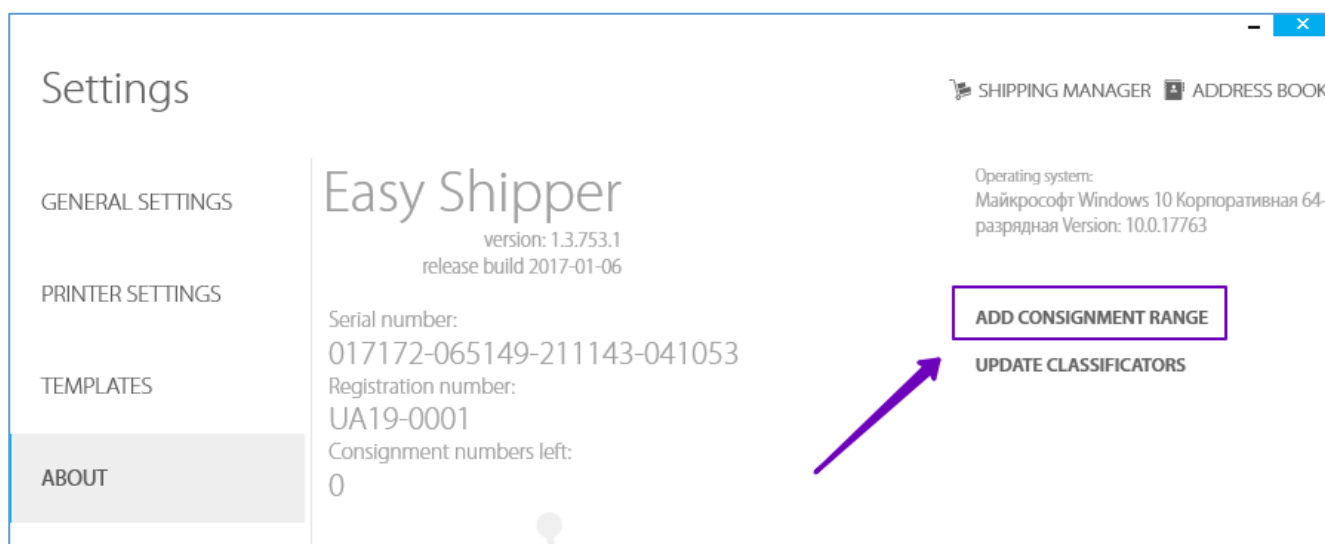 Settings
SHIPPING MANAGER ADDRESS BOOK
GENERAL SETTINGS
PRINTER SETTINGS
TEMPLATES
ABOUT
Easy Shipper
version: 1.3.753.1
release build 2017-01-06
Serial number:
017172-065149-211143-041053
Registration number:
UA19-0001
Consignment numbers left:
0
Operating system:
Майкрософт Windows 10 Корпоративная 64-
разрядная Version: 10.0.17763
ADD CONSIGNMENT RANGE
UPDATE CLASSIFICATORS